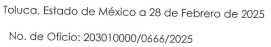 Toluca, Estado de México a 28 de Febrero de 2025
No. de Oficio: 203010000/0666/2025